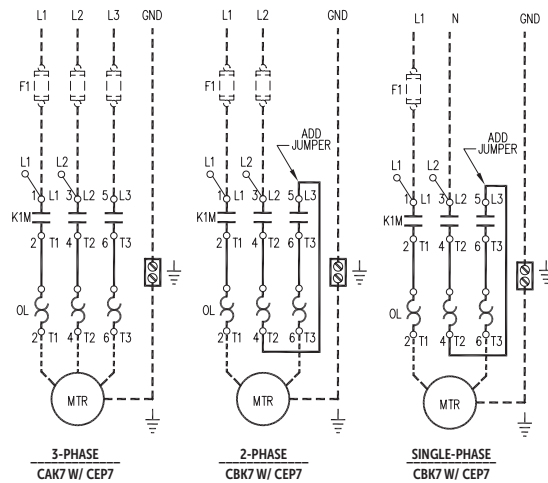 L1 L2 L3 GND
F1
L1 L2
1 L1 3 L2 5 L3
K1M
2 T1 4 T2 6 T3
OL
2 T1 4 T2 6 T3
MTR
3-PHASE
CAK7 W/ CEP7
L1 L2 GND
F1
ADD
JUMPER
L1 L2
1 L1 3 L2 5 L3
K1M
2 T1 4 T2 6 T3
OL
2 T1 4 T2 6 T3
MTR
2-PHASE
CBK7 W/ CEP7
L1 N GND
F1
ADD
JUMPER
L1 L2
1 L1 3 L2 5 L3
K1M
2 T1 4 T2 6 T3
OL
2 T1 4 T2 6 T3
MTR
SINGLE-PHASE
CBK7 W/ CEP7